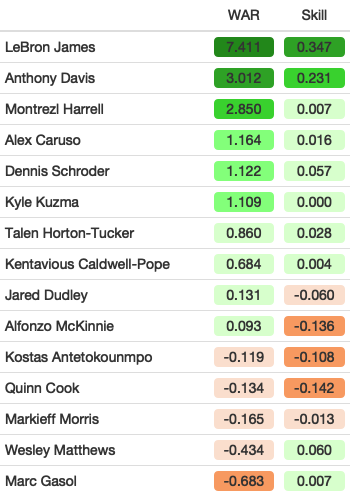 WAR Skill
LeBron James 7.411 0.347
Anthony Davis 3.012 0.231
Montrezl Harrell 2.850 0.007
Alex Caruso 1.164 0.016
Dennis Schroder 1.122 0.057
Kyle Kuzma 1.109 0.000
Talen Horton-Tucker 0.860 0.028
Kentavious Caldwell-Pope 0.684 0.004
Jared Dudley 0.131 -0.060
Alfonzo McKinnie 0.093 -0.136
Kostas Antetokounmpo -0.119 -0.108
Quinn Cook -0.134 -0.142
Markieff Morris -0.165 -0.013
Wesley Matthews -0.434 0.060
Marc Gasol -0.683 0.007